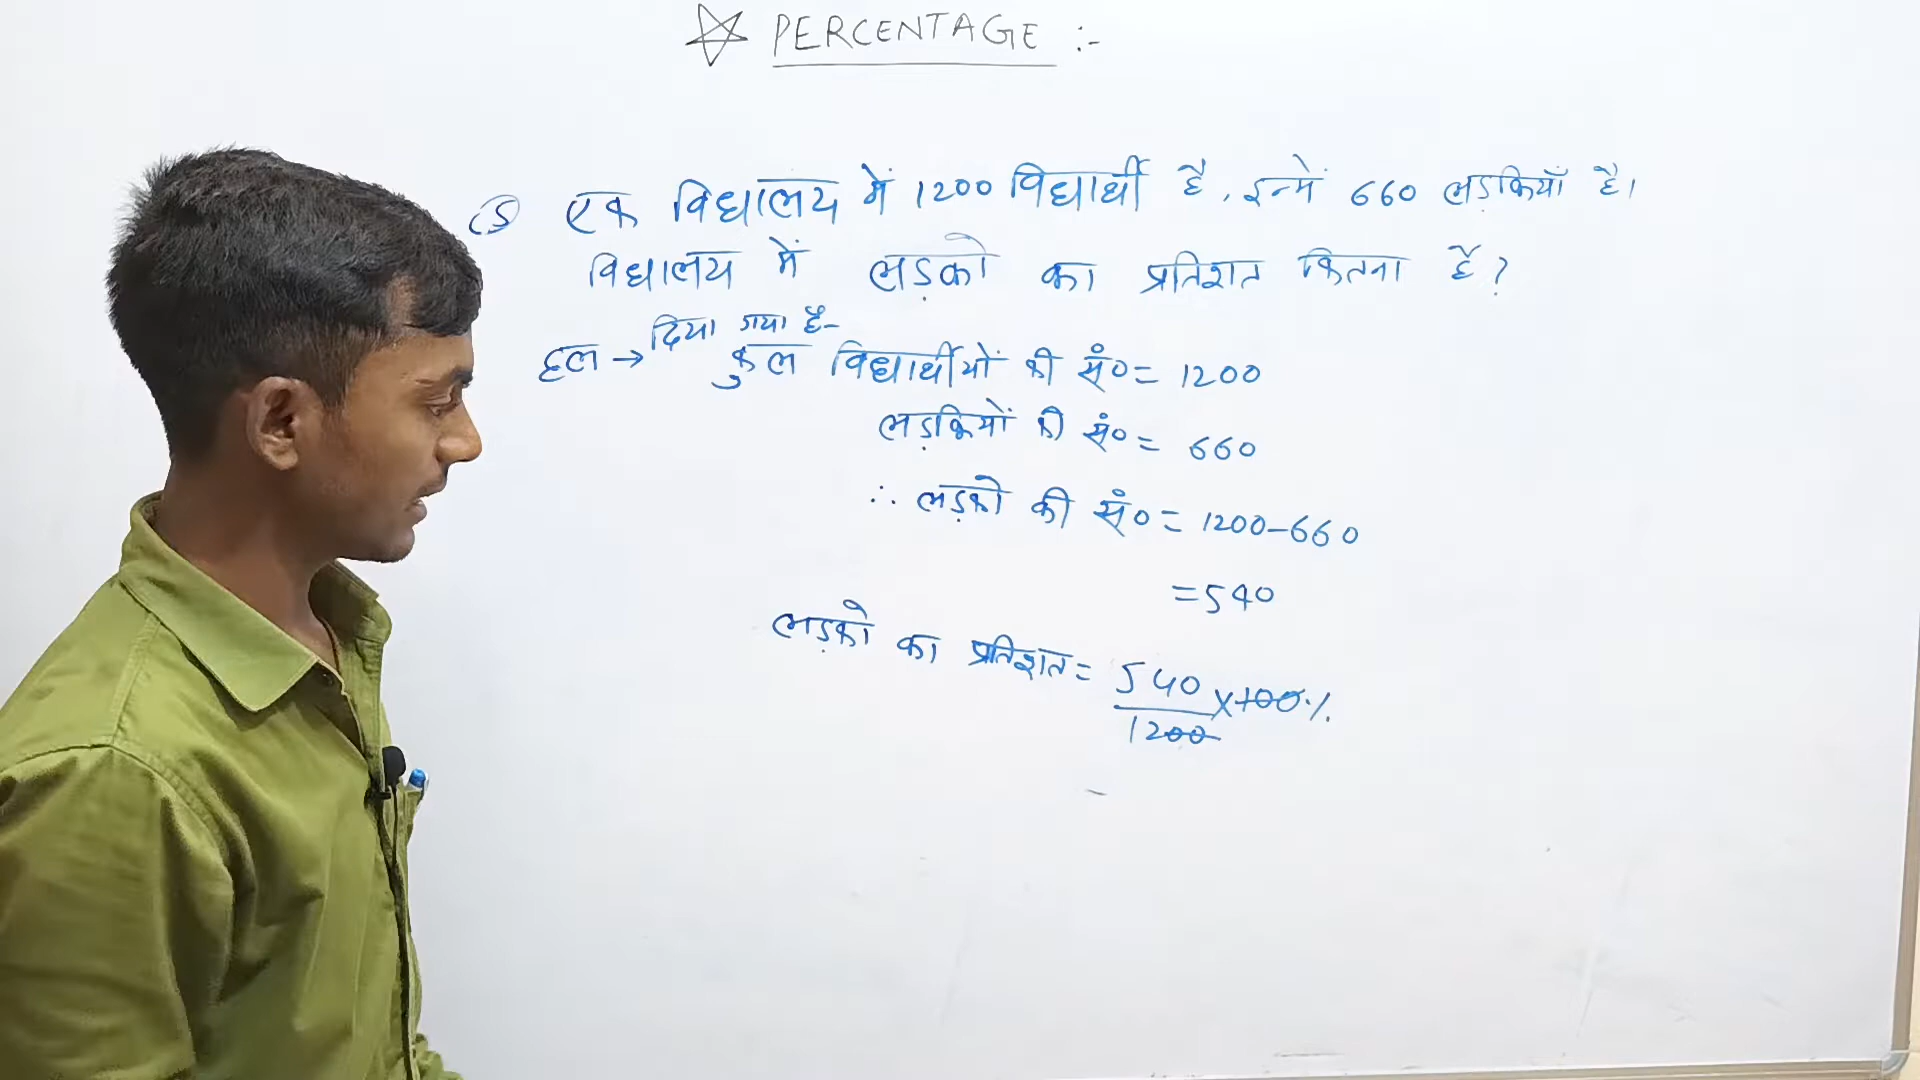 ☆ PERCENTAGE :-
(5) एक विद्यालय में 1200 विद्यार्थी है, इनमें 660 लड़कियाँ है।
विद्यालय में लड़को का प्रतिशत कितना है?
हल → दिया गया है-
कुल विद्यार्थीयों की सं० = 1200
लड़कियों की सं० = 660
∴ लड़को की सं० = 1200-660
= 540
लड़को का प्रतिशत = 540/1200 × 100%